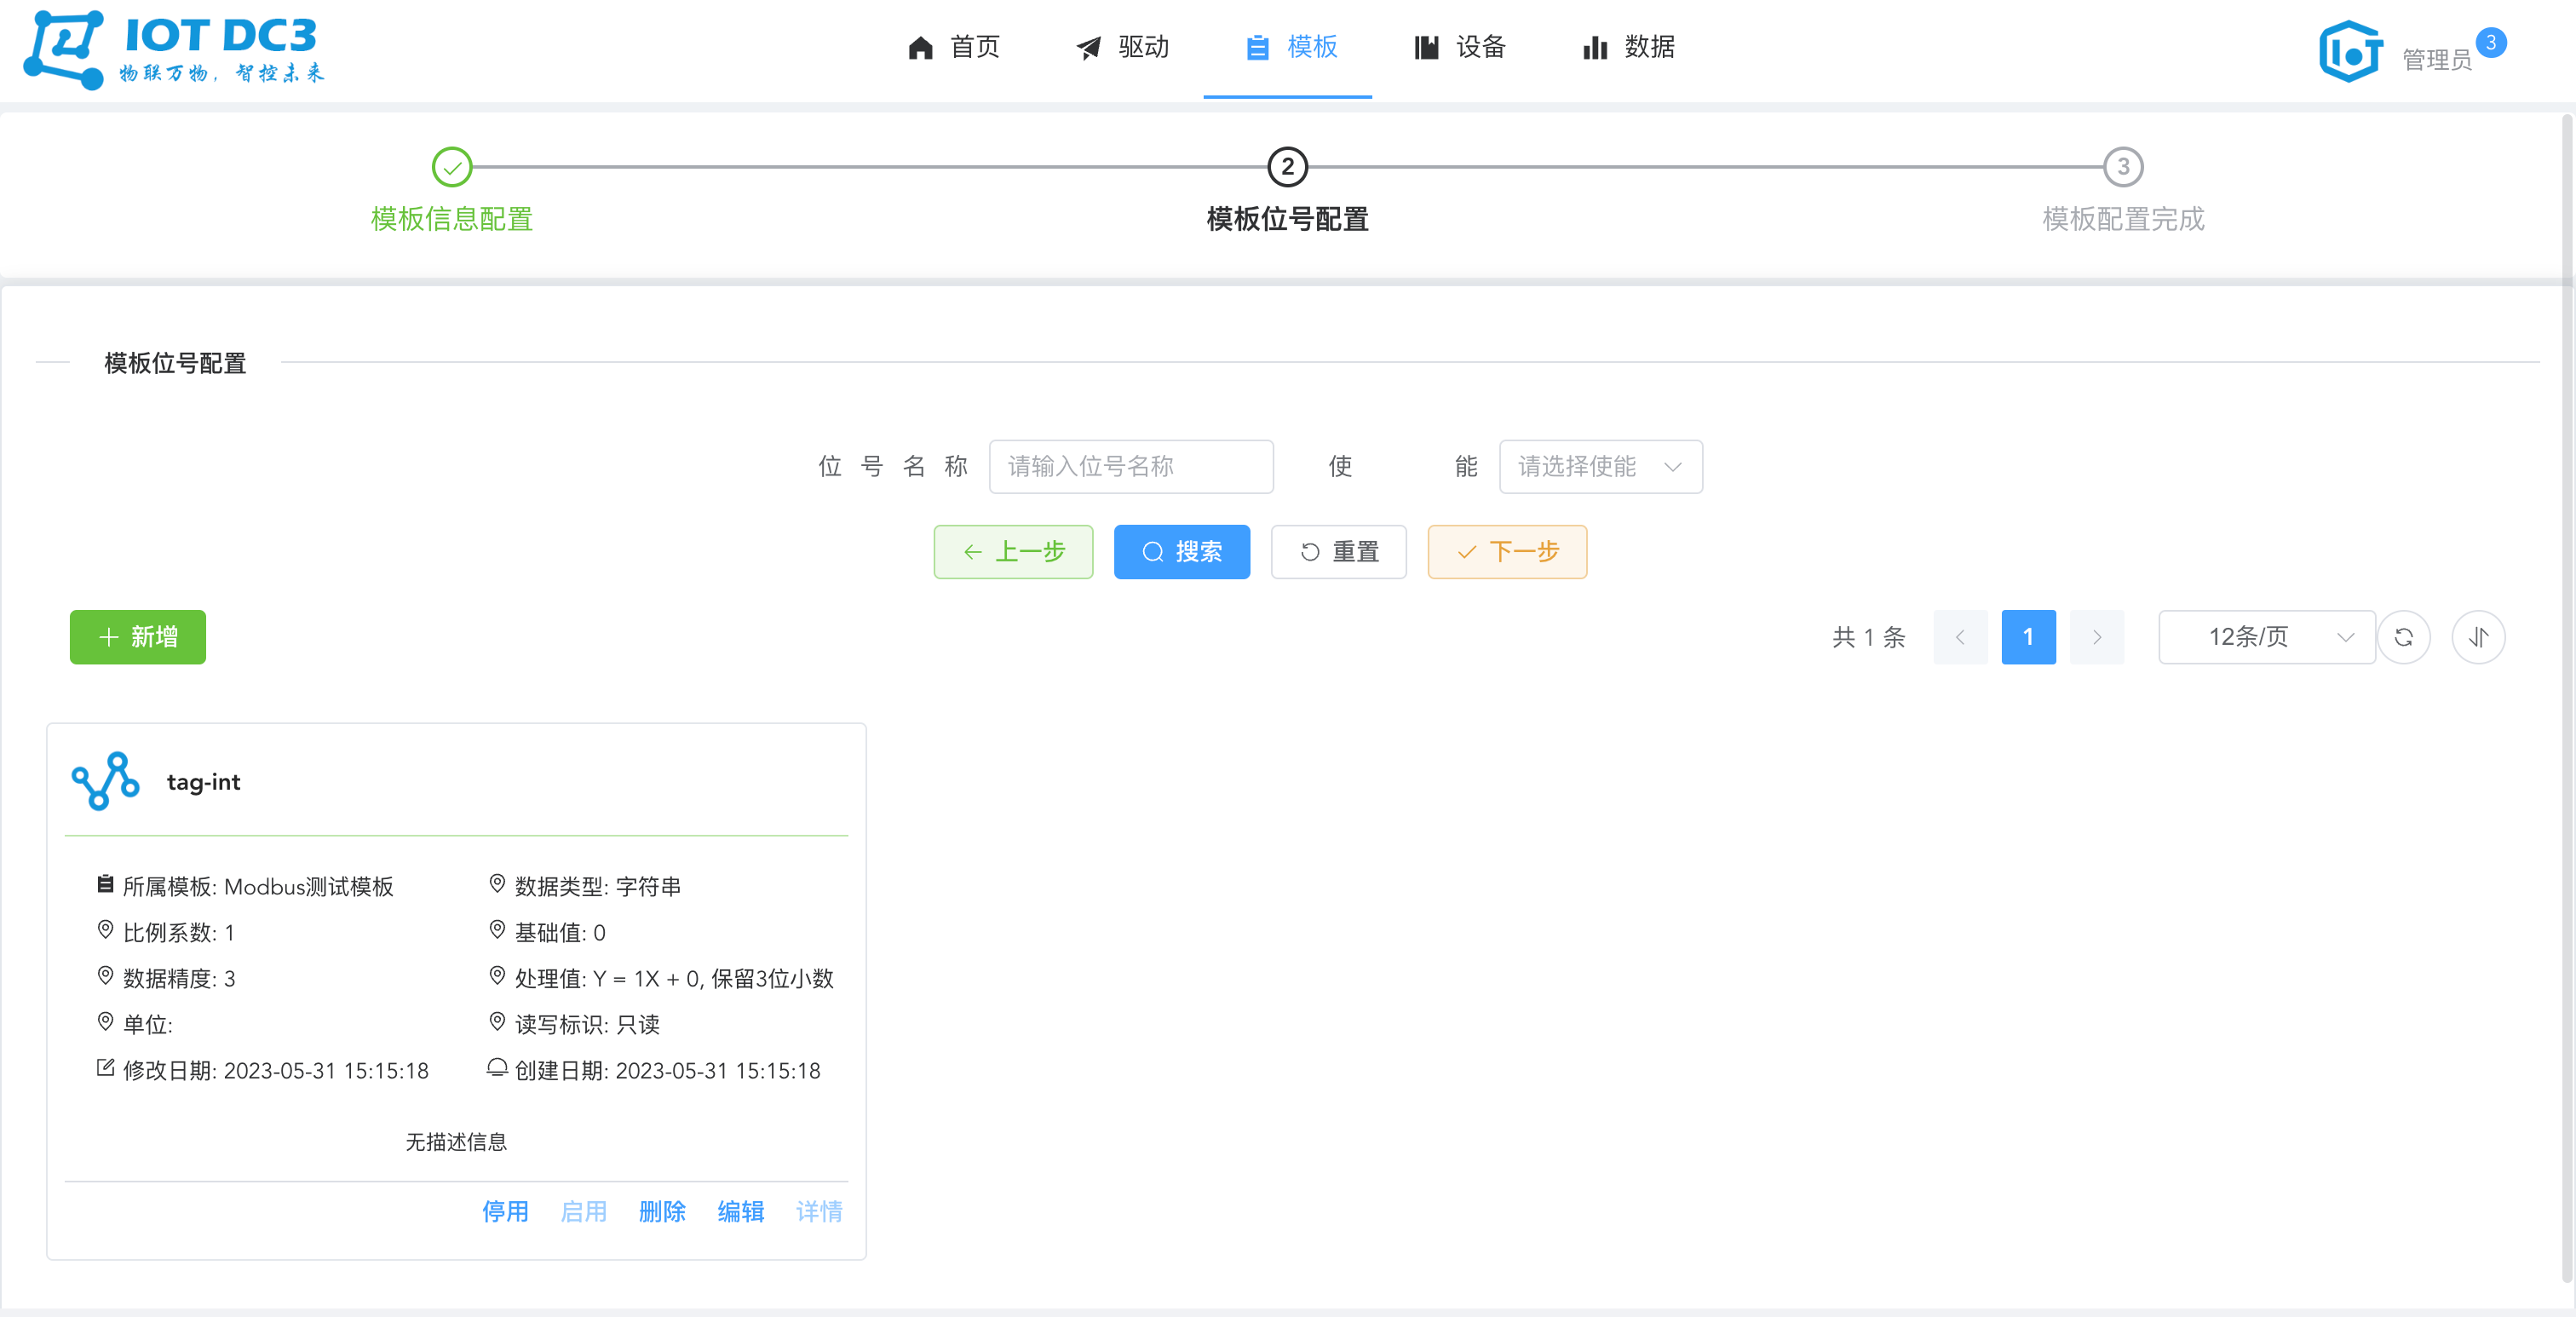 IOT DC3
物联万物，智控未来
首页 驱动 模板 设备 数据
管理员 3
2 3
模板信息配置 模板位号配置 模板配置完成
模板位号配置
位号名称 请输入位号名称 使能 请选择使能
上一步 搜索 重置 下一步
新增 共 1 条 1 12条/页
tag-int
所属模板: Modbus测试模板 数据类型: 字符串
比例系数: 1 基础值: 0
数据精度: 3 处理值: Y = 1X + 0, 保留3位小数
单位: 读写标识: 只读
修改日期: 2023-05-31 15:15:18 创建日期: 2023-05-31 15:15:18
无描述信息
停用 启用 删除 编辑 详情